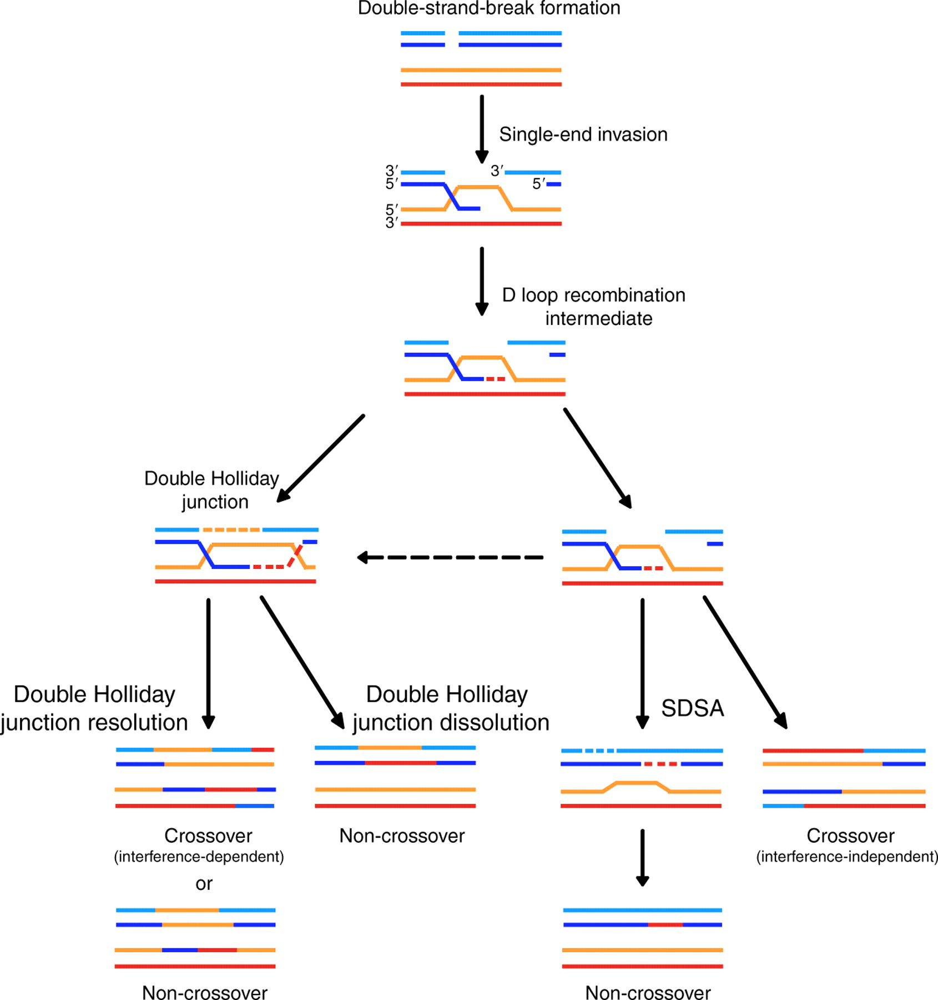 Double-strand-break formation
Single-end invasion
3′ 3′
5′ 5′
5′
3′
D loop recombination
intermediate
Double Holliday
junction
Double Holliday
junction resolution
Double Holliday
junction dissolution
SDSA
Crossover
(interference-dependent)
or
Non-crossover
Non-crossover
Crossover
(interference-independent)
Non-crossover